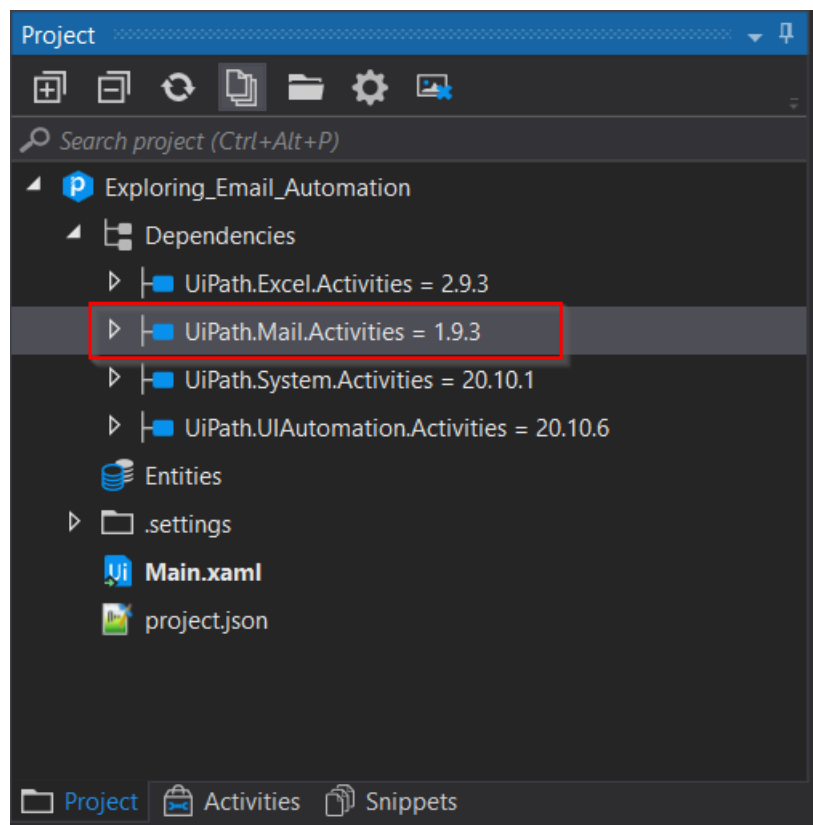 Project
Search project (Ctrl+Alt+P)
Exploring_Email_Automation
Dependencies
UiPath.Excel.Activities = 2.9.3
UiPath.Mail.Activities = 1.9.3
UiPath.System.Activities = 20.10.1
UiPath.UIAutomation.Activities = 20.10.6
Entities
.settings
Ui Main.xaml
project.json
Project Activities Snippets